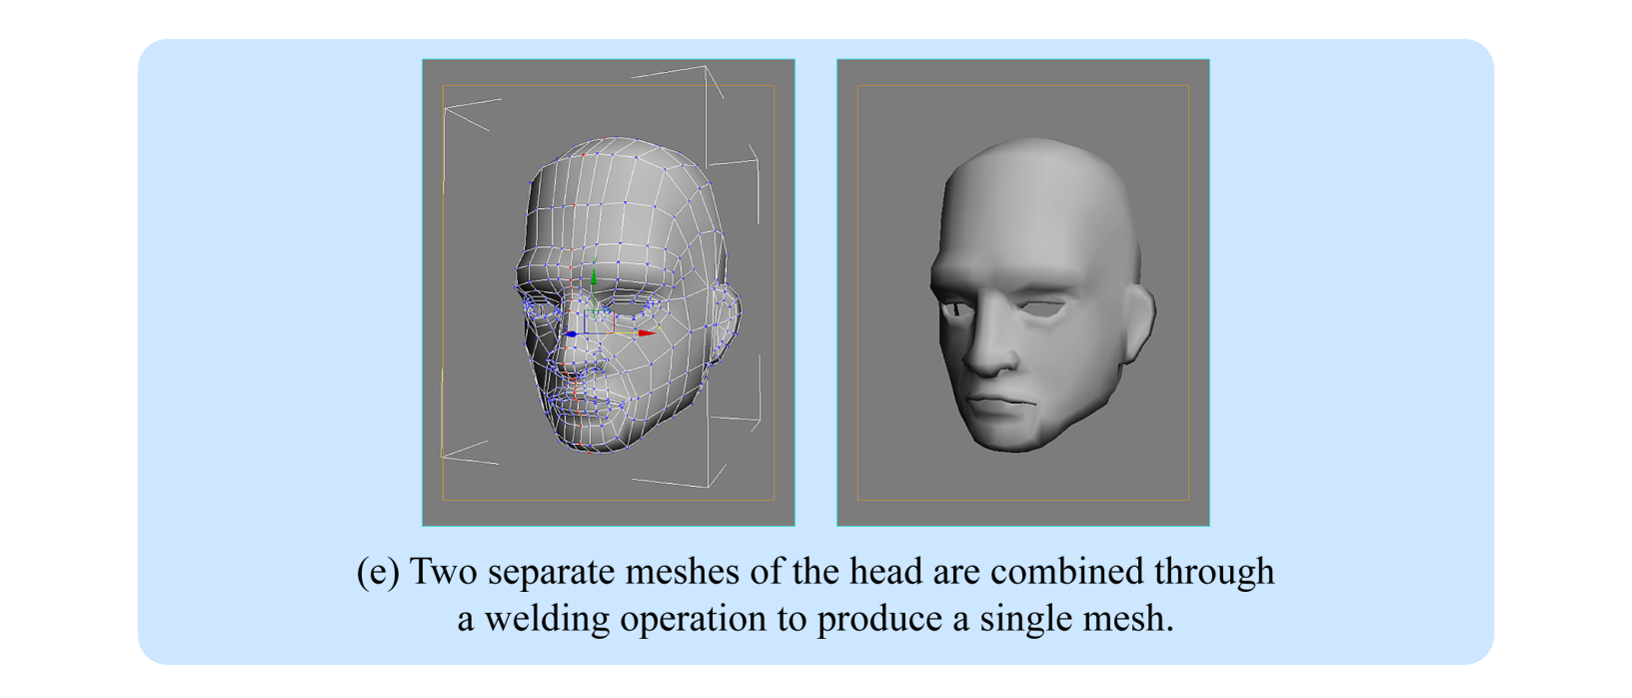 (e) Two separate meshes of the head are combined through
a welding operation to produce a single mesh.